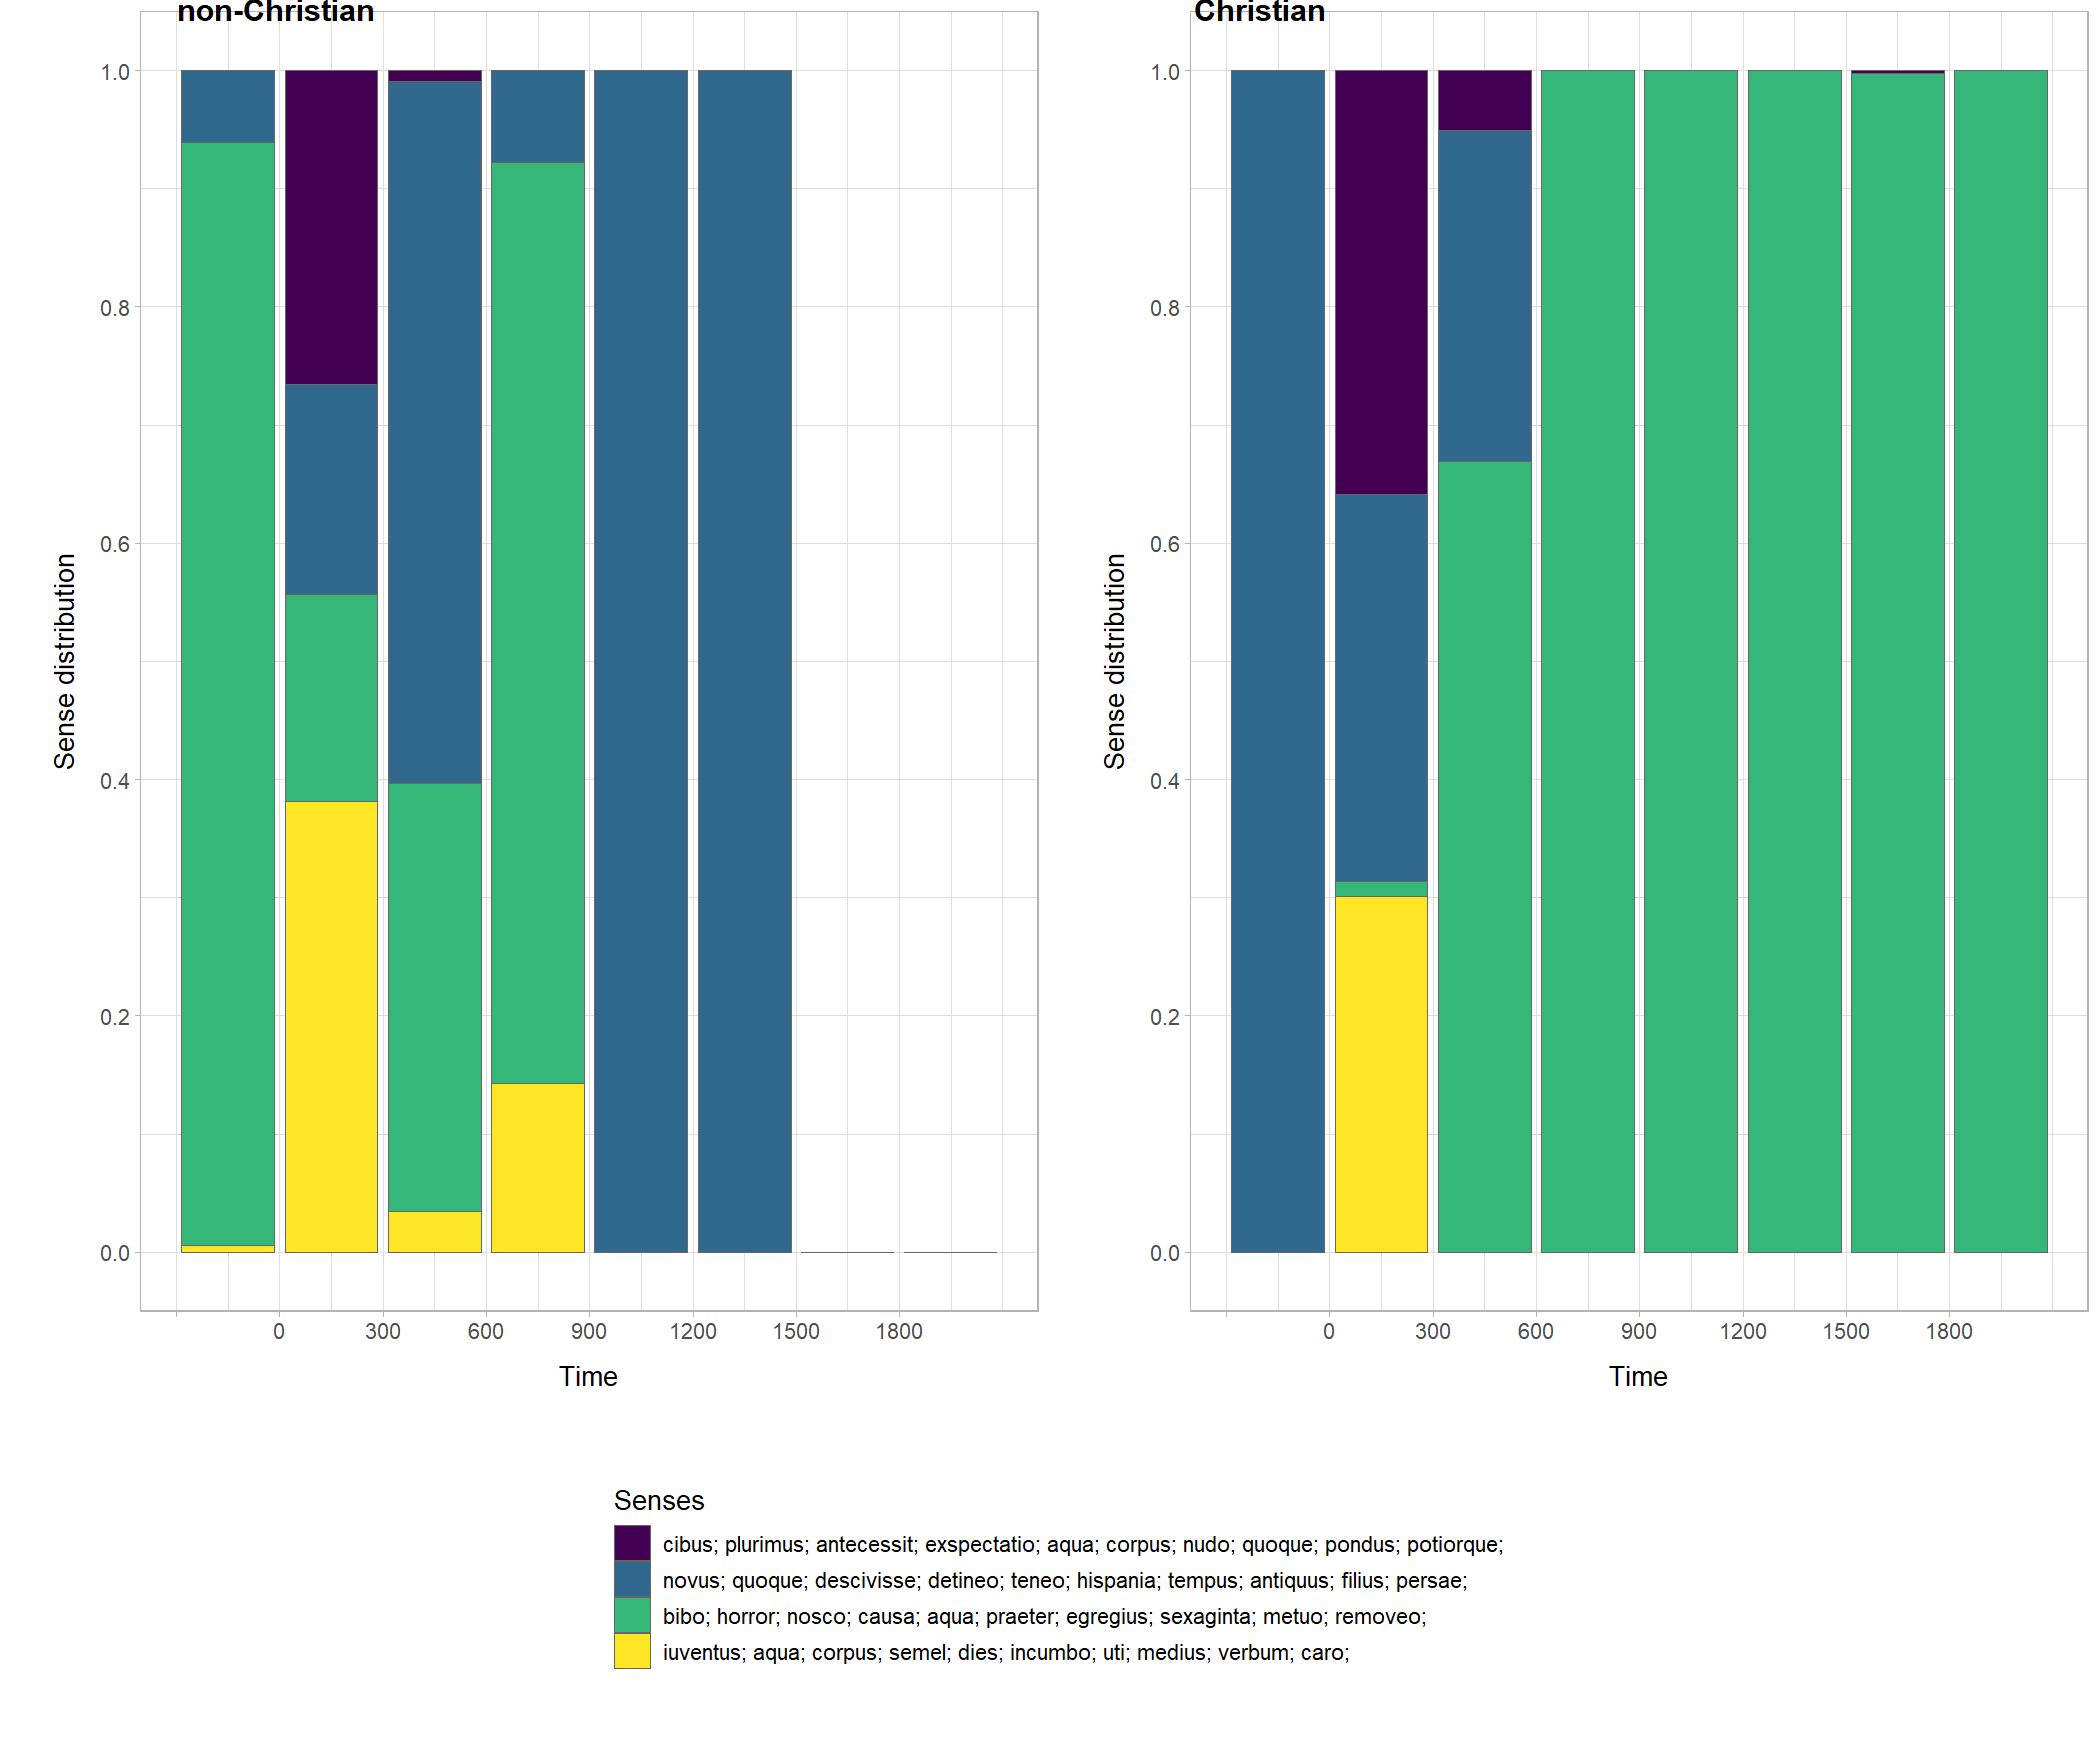 non-Christian
Christian
1.0
0.8
0.6
0.4
0.2
0.0
Sense distribution
0 300 600 900 1200 1500 1800
Time
1.0
0.8
0.6
0.4
0.2
0.0
Sense distribution
0 300 600 900 1200 1500 1800
Time
Senses
cibus; plurimus; antecessit; exspectatio; aqua; corpus; nudo; quoque; pondus; potiorque;
novus; quoque; descivisse; detineo; teneo; hispania; tempus; antiquus; filius; persae;
bibo; horror; nosco; causa; aqua; praeter; egregius; sexaginta; metuo; removeo;
iuventus; aqua; corpus; semel; dies; incumbo; uti; medius; verbum; caro;